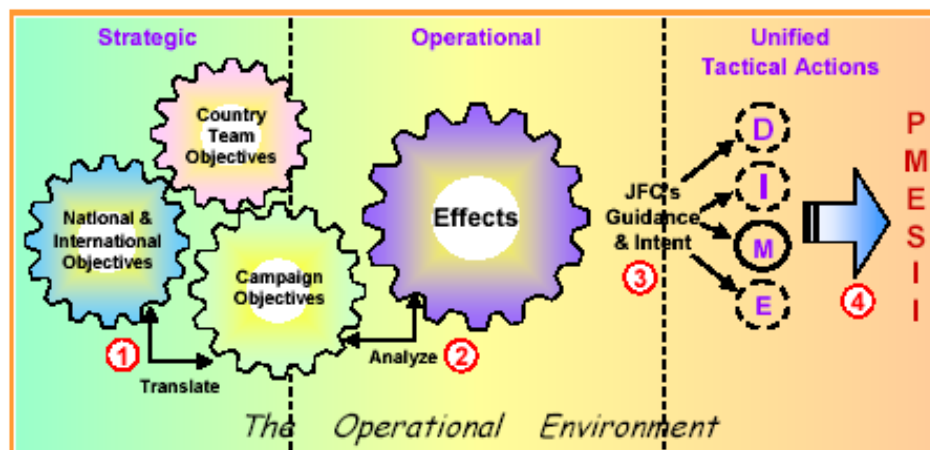 Strategic
Operational
Unified
Tactical Actions
Country
Team
Objectives
National &
International
Objectives
Campaign
Objectives
Effects
JFC's
Guidance
& Intent
D
I
M
E
P
M
E
S
I
I
1
Translate
Analyze
2
3
4
The Operational Environment